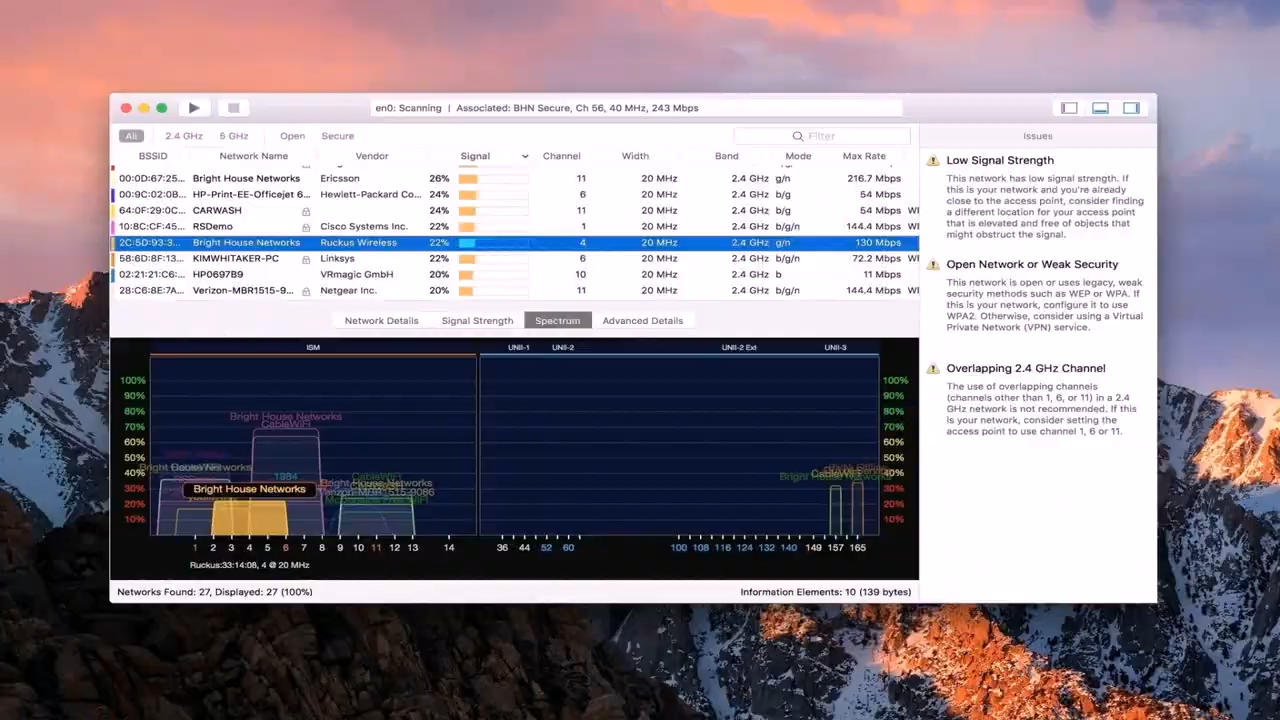 en0: Scanning | Associated: BHN Secure, Ch 56, 40 MHz, 243 Mbps
All 2.4 GHz 5 GHz Open Secure Filter
BSSID Network Name Vendor Signal Channel Width Band Mode Max Rate
00:0D:67:25... Bright House Networks Ericsson 26% 11 20 MHz 2.4 GHz g/n 216.7 Mbps
00:9C:02:0B... HP-Print-EE-Officejet 6... Hewlett-Packard Co... 24% 6 20 MHz 2.4 GHz b/g 54 Mbps
64:0F:29:0C... CARWASH 24% 11 20 MHz 2.4 GHz b/g 54 Mbps WI
10:8C:CF:45... RSDemo Cisco Systems Inc. 22% 1 20 MHz 2.4 GHz b/g/n 144.4 Mbps WI
2C:5D:93:3... Bright House Networks Ruckus Wireless 22% 4 20 MHz 2.4 GHz g/n 130 Mbps
58:6D:8F:13... KIMWHITAKER-PC Linksys 22% 6 20 MHz 2.4 GHz b/g/n 72.2 Mbps WI
02:21:21:C6:... HP0697B9 VRmagic GmbH 20% 10 20 MHz 2.4 GHz b 11 Mbps
28:C6:8E:7A... Verizon-MBR1515-9... Netgear Inc. 20% 11 20 MHz 2.4 GHz b/g/n 144.4 Mbps WI
Network Details Signal Strength Spectrum Advanced Details
ISM UNII-1 UNII-2 UNII-2 Ext UNII-3
100% 100%
90% 90%
80% 80%
Bright House Networks
CableWiFi
70% 70%
60% 60%
50% 50%
40% 40%
1984
Bright House Networks
30% 30%
20% 20%
10% 10%
1 2 3 4 5 6 7 8 9 10 11 12 13 14 36 44 52 60 100 108 116 124 132 140 149 157 165
Ruckus:33:14:08, 4 @ 20 MHz
Networks Found: 27, Displayed: 27 (100%) Information Elements: 10 (139 bytes)
Issues
Low Signal Strength
This network has low signal strength. If
this is your network and you're already
close to the access point, consider finding
a different location for your access point
that is elevated and free of objects that
might obstruct the signal.
Open Network or Weak Security
This network is open or uses legacy, weak
security methods such as WEP or WPA. If
this is your network, configure it to use
WPA2. Otherwise, consider using a Virtual
Private Network (VPN) service.
Overlapping 2.4 GHz Channel
The use of overlapping channels
(channels other than 1, 6, or 11) in a 2.4
GHz network is not recommended. If this
is your network, consider setting the
access point to use channel 1, 6 or 11.